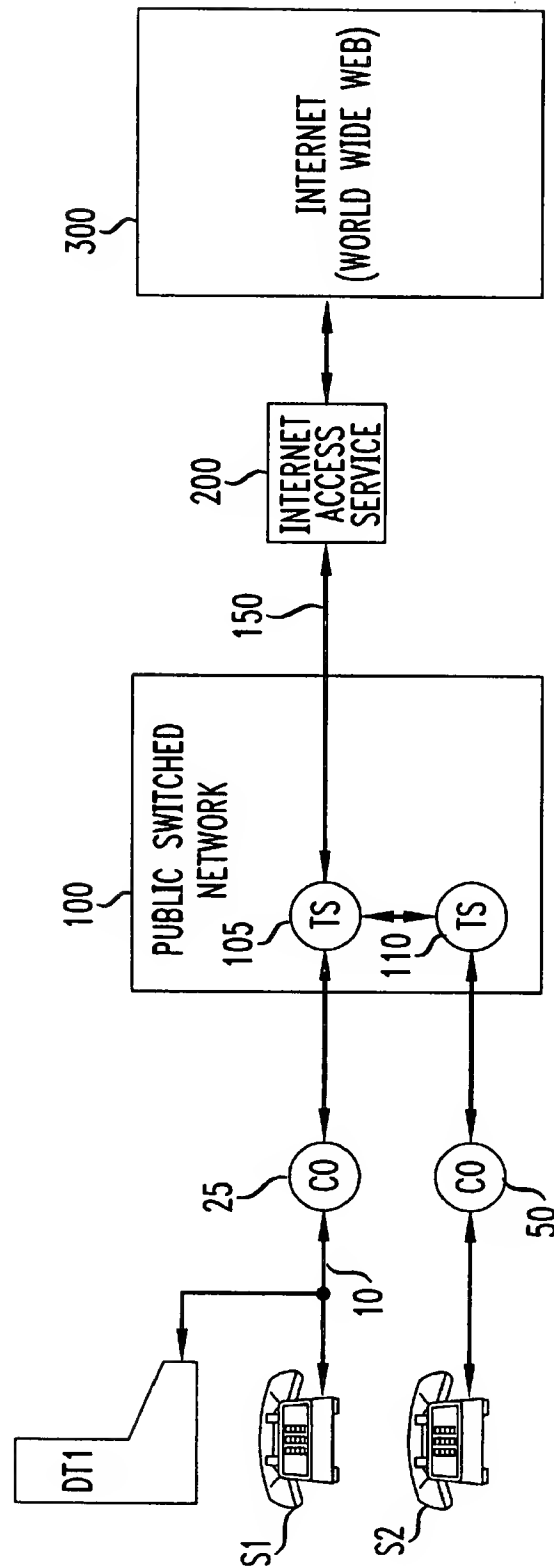 DT1
S1
S2
10
25
CO
CO
50
100
PUBLIC SWITCHED
NETWORK
105
TS
110
TS
150
200
INTERNET
ACCESS
SERVICE
300
INTERNET
(WORLD WIDE WEB)